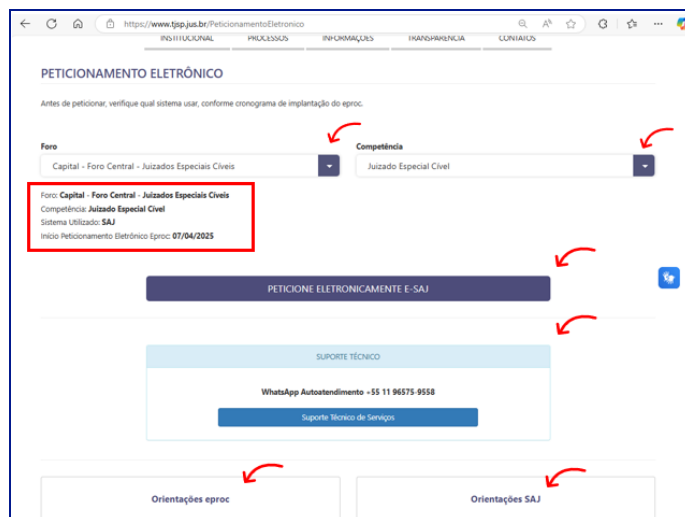 https://www.tjsp.jus.br/PeticionamentoEletronico
INSTITUCIONAL PROCESSOS INFORMAÇÕES TRANSPARÊNCIA CONTATOS
PETICIONAMENTO ELETRÔNICO
Antes de peticionar, verifique qual sistema usar, conforme cronograma de implantação do eproc.
Foro Competência
Capital - Foro Central - Juizados Especiais Cíveis Juizado Especial Cível
Foro: Capital - Foro Central - Juizados Especiais Cíveis
Competência: Juizado Especial Cível
Sistema Utilizado: SAJ
Início Peticionamento Eletrônico Eproc: 07/04/2025
PETICIONE ELETRONICAMENTE E-SAJ
SUPORTE TÉCNICO
WhatsApp Autoatendimento +55 11 96575-9558
Suporte Técnico de Serviços
Orientações eproc Orientações SAJ